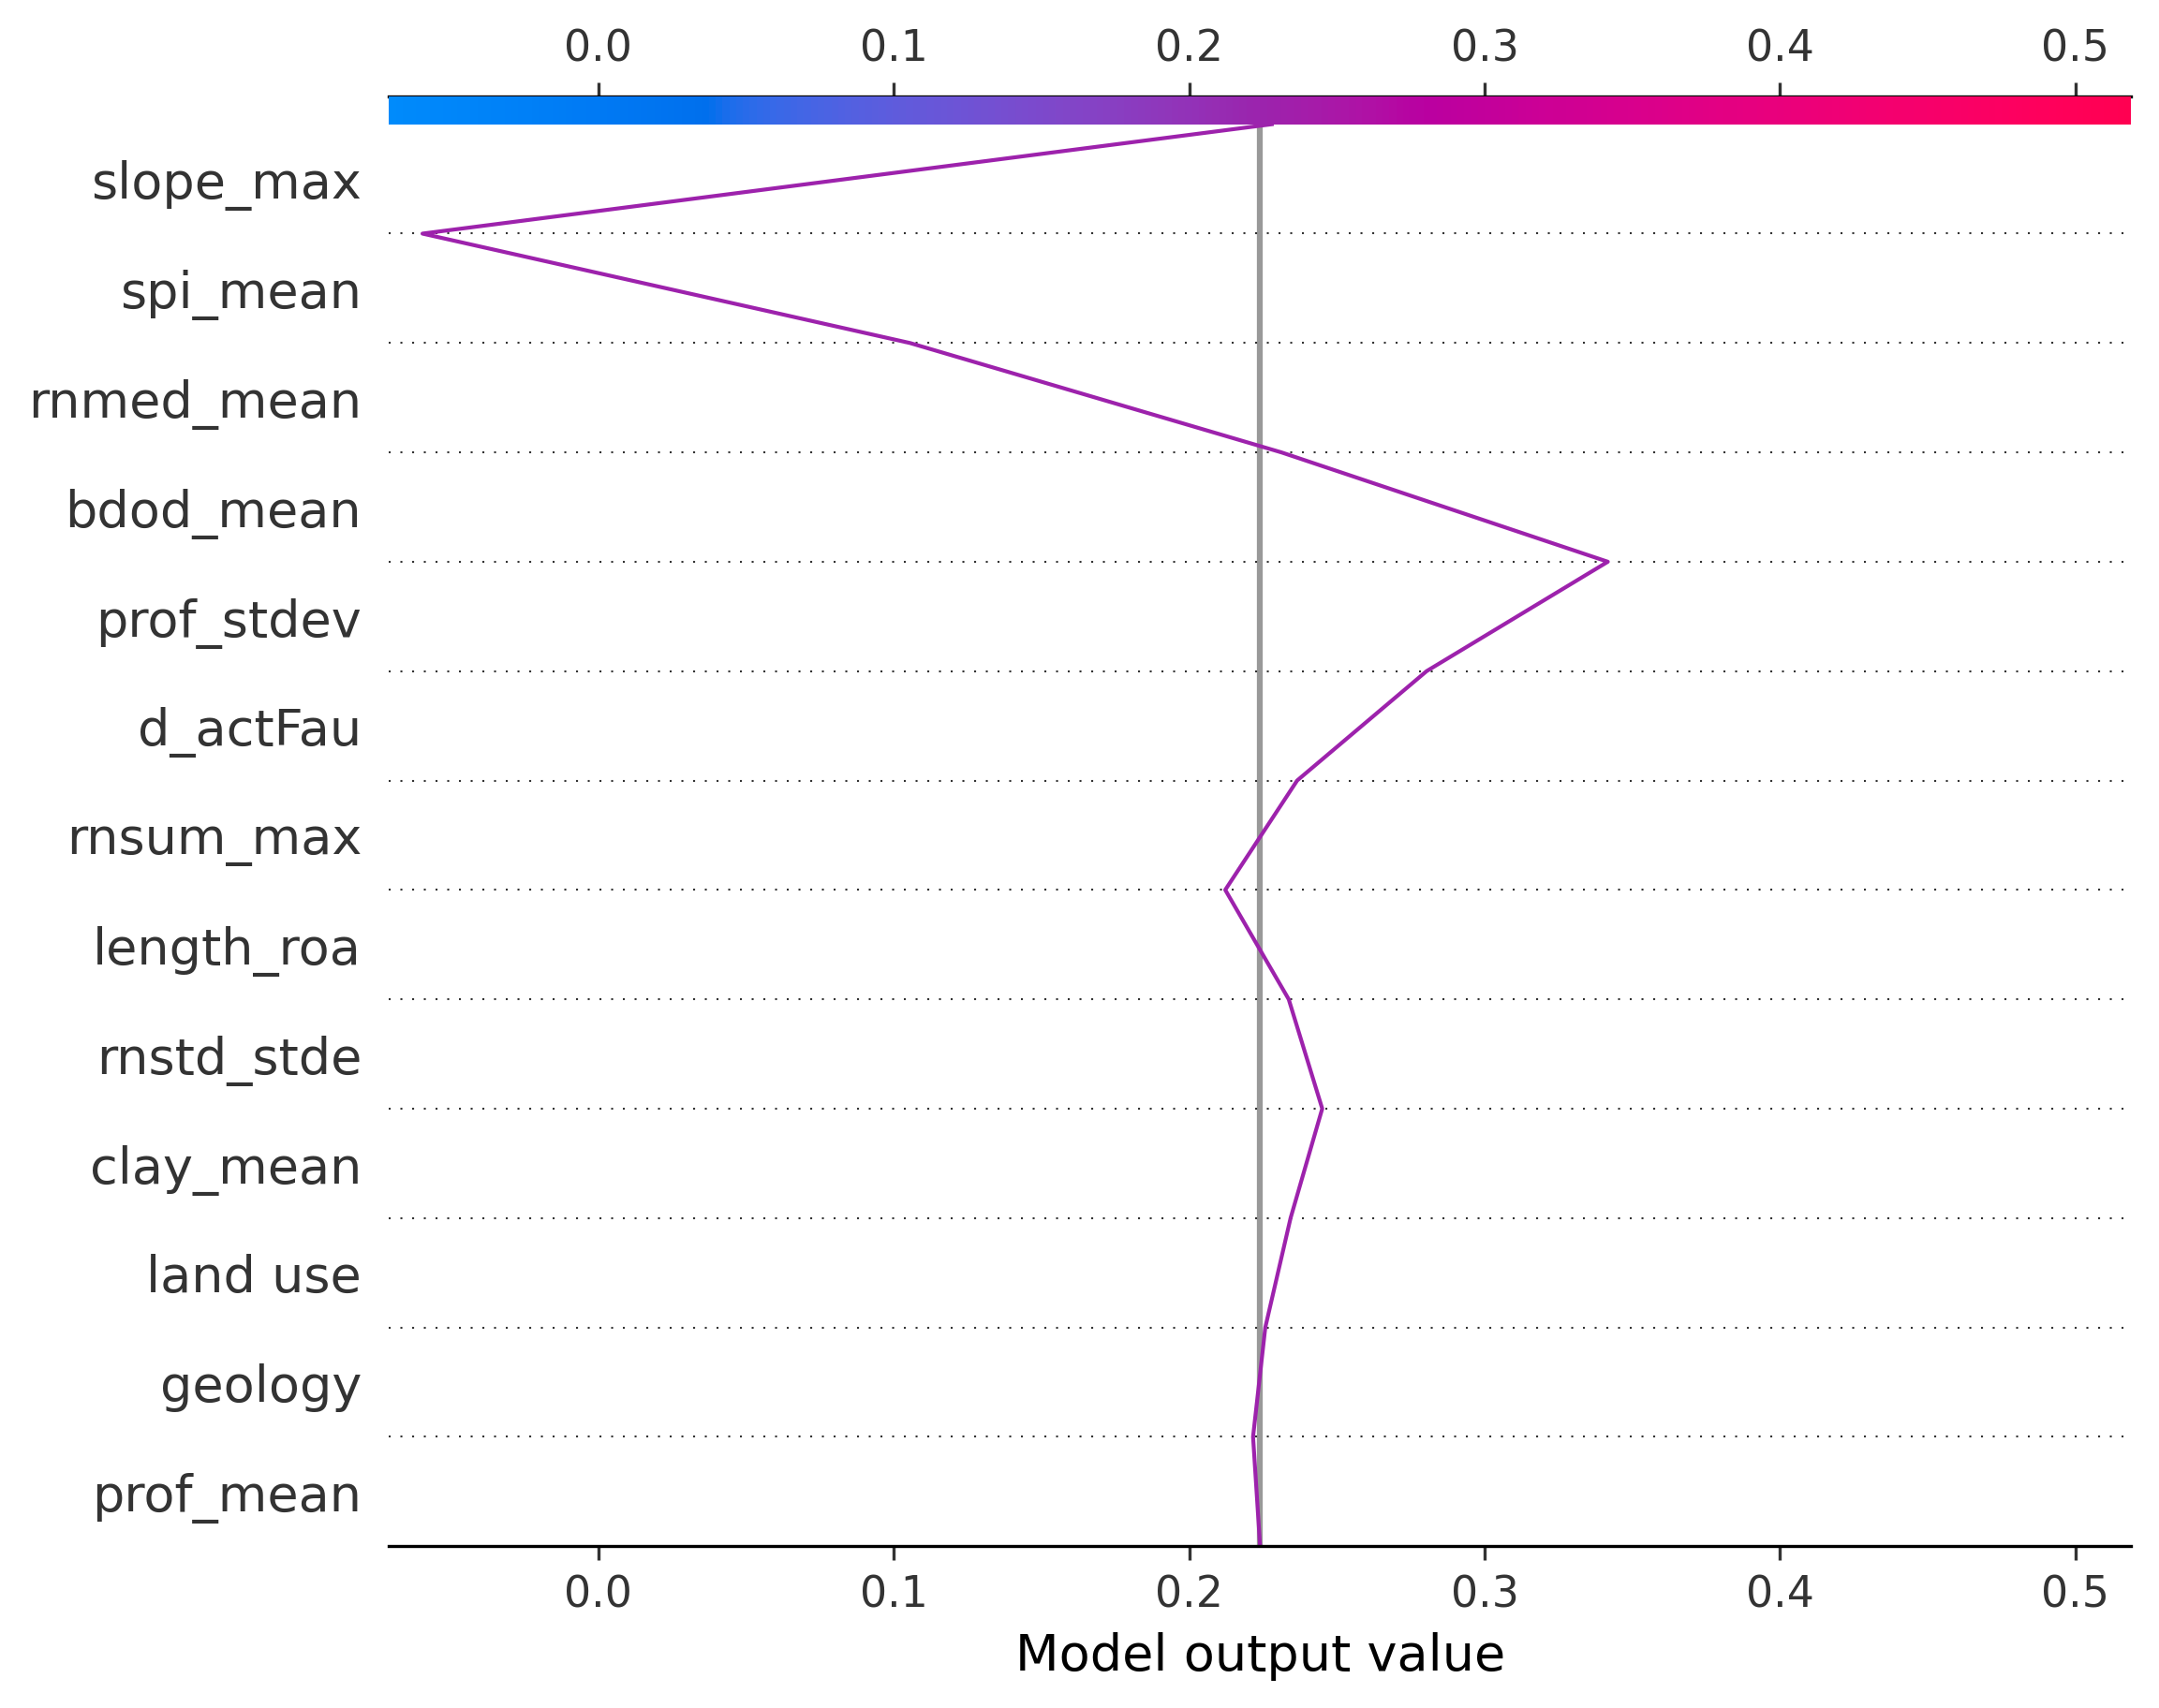 0.0 0.1 0.2 0.3 0.4 0.5
slope_max
spi_mean
rnmed_mean
bdod_mean
prof_stdev
d_actFau
rnsum_max
length_roa
rnstd_stde
clay_mean
land use
geology
prof_mean
0.0 0.1 0.2 0.3 0.4 0.5
Model output value